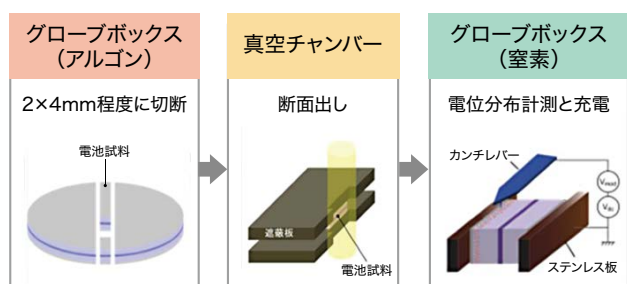 グローブボックス
（アルゴン）
2×4mm程度に切断
電池試料
真空チャンバー
断面出し
遮蔽板
電池試料
グローブボックス
（窒素）
電位分布計測と充電
カンチレバー
Vmod
Vdc
ステンレス板